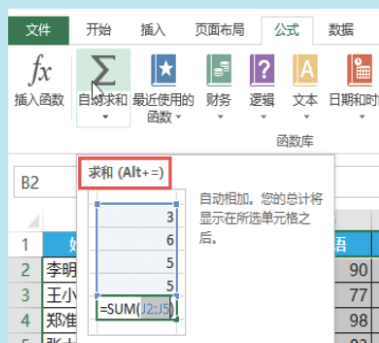 文件 开始 插入 页面布局 公式 数据
fx Σ ? A
插入函数 自动求和 最近使用的函数 财务 逻辑 文本 日期和时
函数库
B2
求和 (Alt+=)
自动相加。您的总计将
显示在所选单元格之
后。
3
6
5
5
=SUM(J2:J5)
1 语
2 李明 90
3 王小 77
4 郑准 98